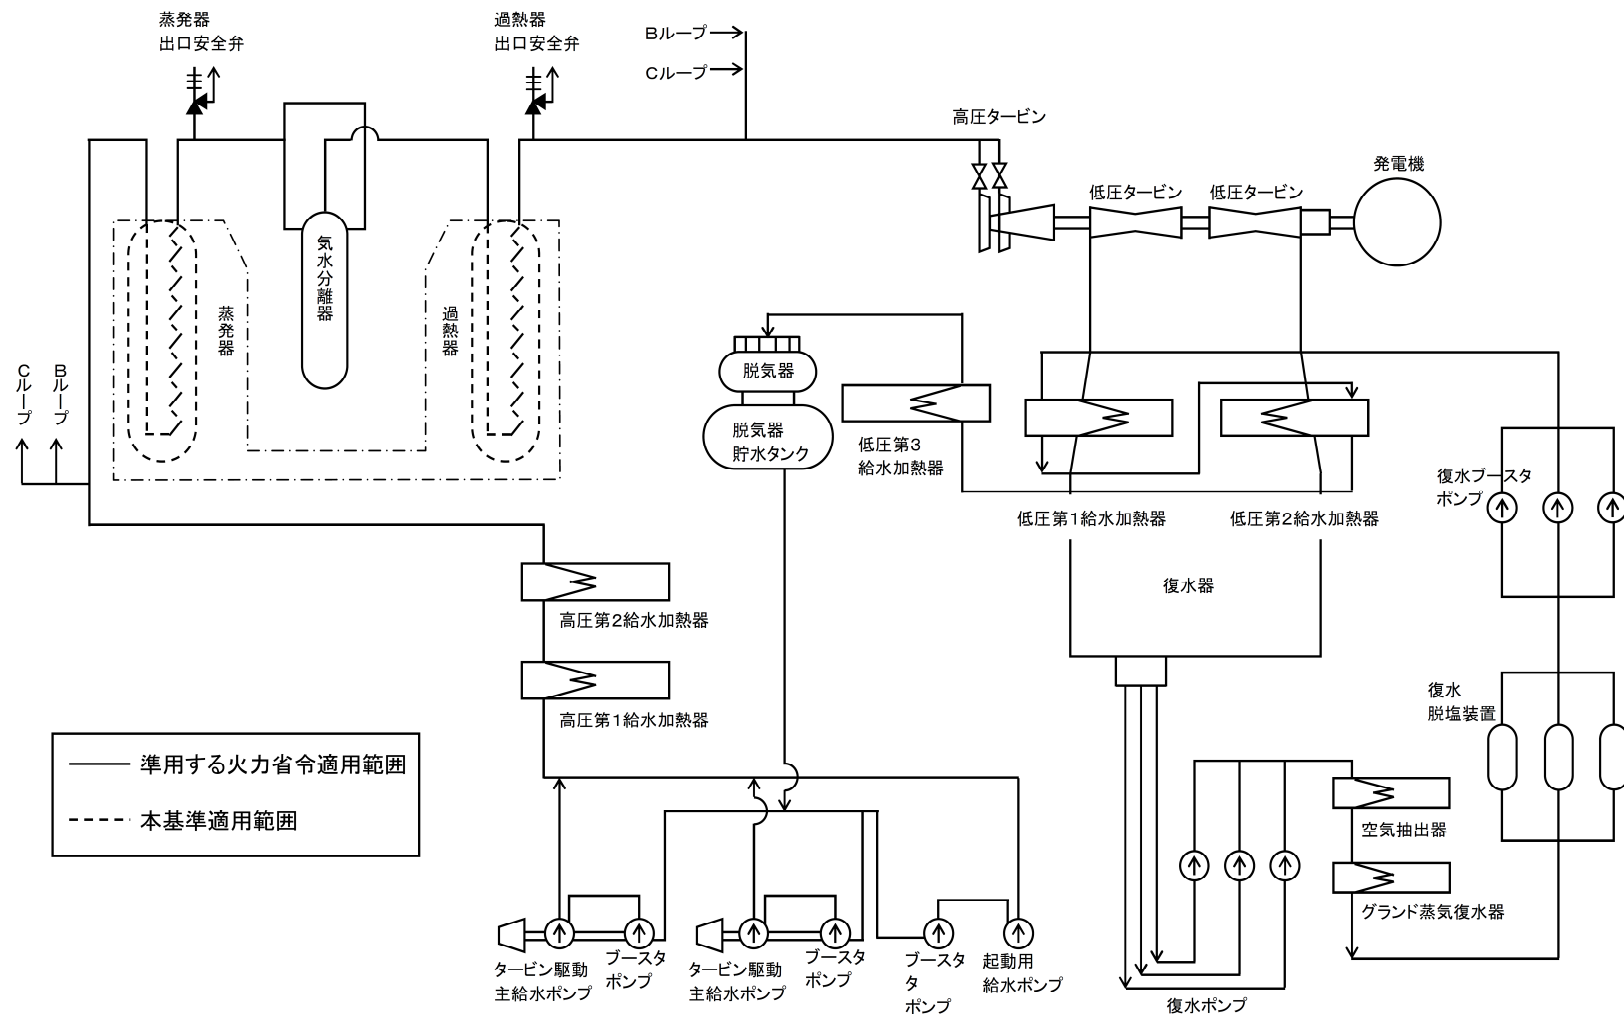 蒸発器
出口安全弁
過熱器
出口安全弁
Bループ
Cループ
高圧タービン
低圧タービン
低圧タービン
発電機
気水分離器
蒸発器
過熱器
Cループ
Bループ
脱気器
脱気器
貯水タンク
低圧第3
給水加熱器
低圧第1給水加熱器
低圧第2給水加熱器
復水ブースタ
ポンプ
復水器
高圧第2給水加熱器
高圧第1給水加熱器
復水
脱塩装置
準用する火力省令適用範囲
本基準適用範囲
空気抽出器
グランド蒸気復水器
タービン駆動
主給水ポンプ
ブースタ
ポンプ
タービン駆動
主給水ポンプ
ブースタ
ポンプ
ブースタ
タ
ポンプ
起動用
給水ポンプ
復水ポンプ